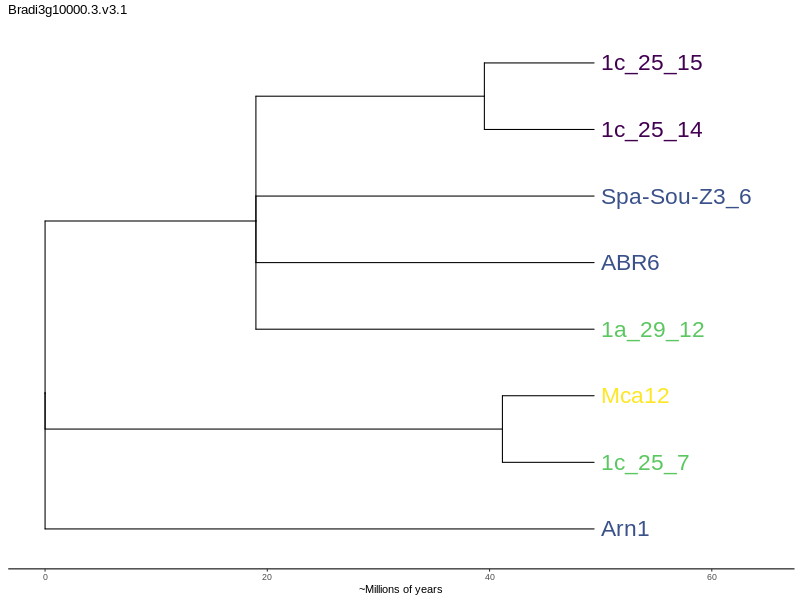 Bradi3g10000.3.v3.1
1c_25_15
1c_25_14
Spa-Sou-Z3_6
ABR6
1a_29_12
Mca12
1c_25_7
Arn1
0 20 40 60
~Millions of years